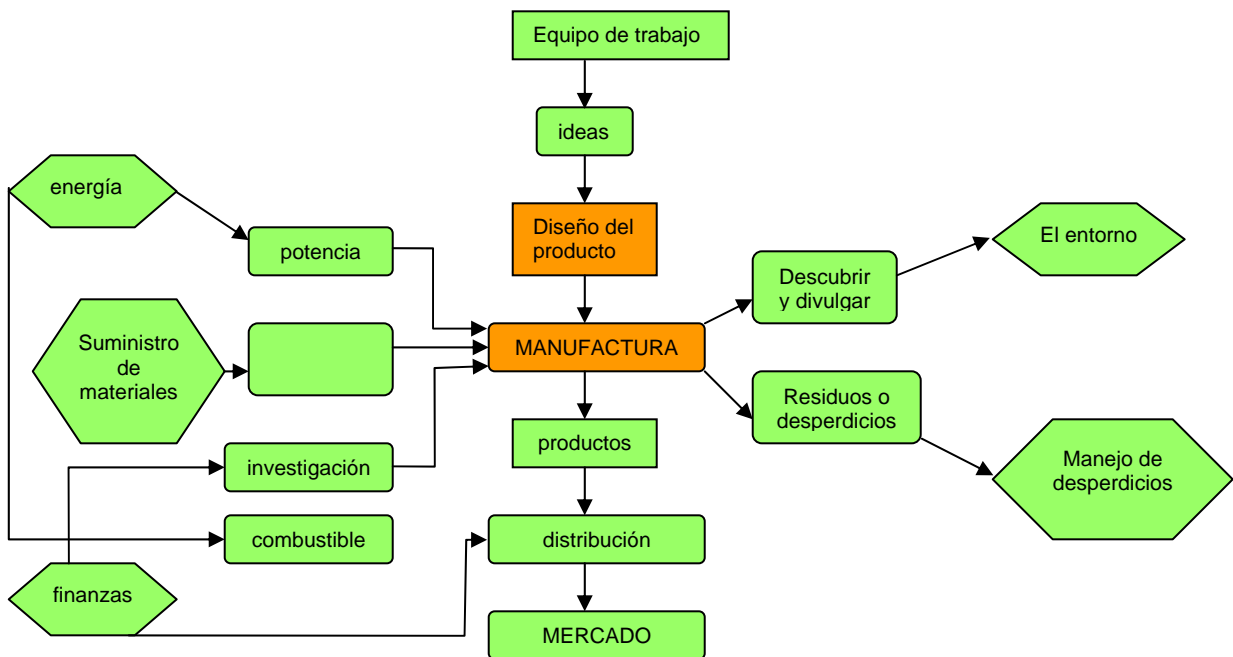 Equipo de trabajo
ideas
energía
Diseño del
producto
El entorno
potencia
Descubrir
y divulgar
Suministro
de
materiales
MANUFACTURA
Residuos o
desperdicios
productos
investigación
Manejo de
desperdicios
combustible
distribución
finanzas
MERCADO